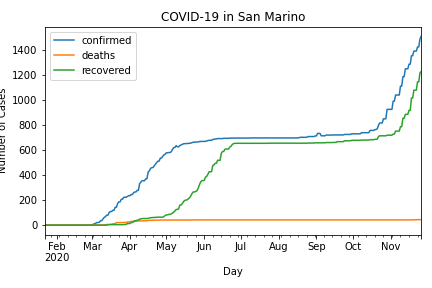 COVID-19 in San Marino
confirmed
deaths
recovered
Number of Cases
1400
1200
1000
800
600
400
200
0
Feb Mar Apr May Jun Jul Aug Sep Oct Nov
2020
Day